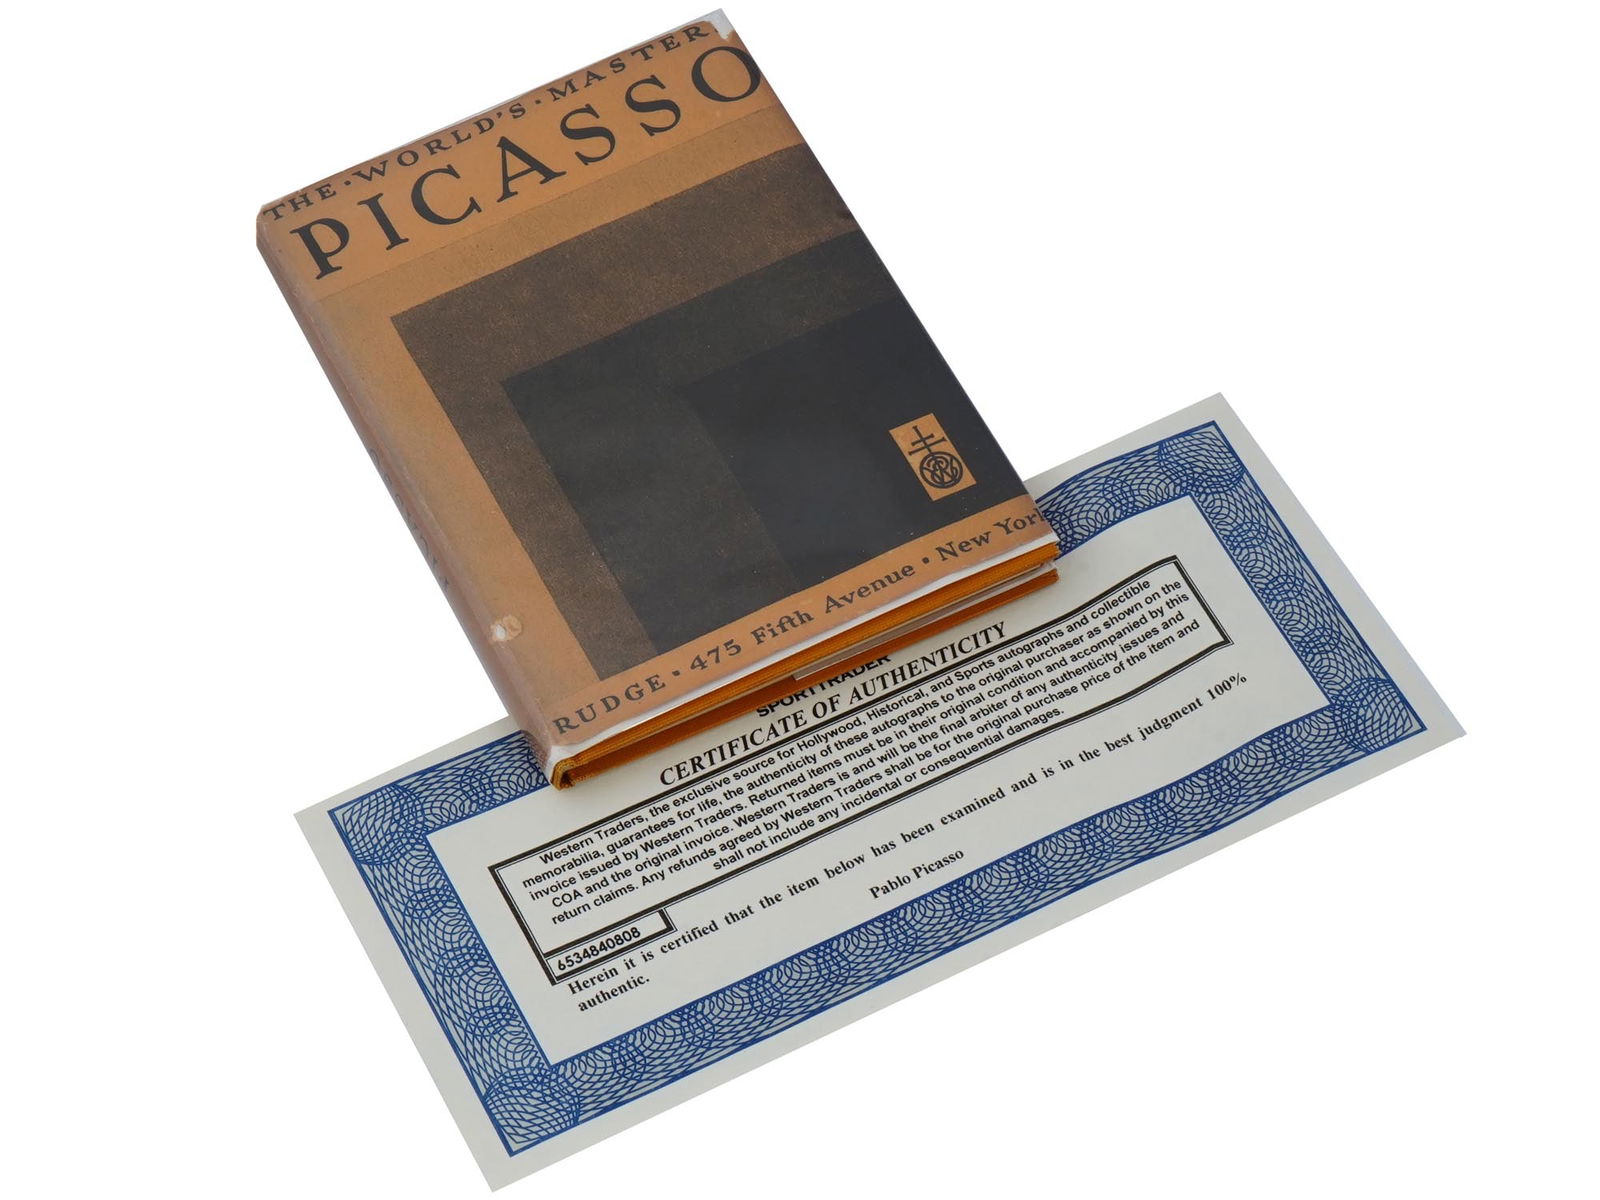 THE·WORLD'S·MASTERS
PICASSO
RUDGE · 475 Fifth Avenue · New York
SPORTTRADER
CERTIFICATE OF AUTHENTICITY
Western Traders, the exclusive source for Hollywood, Historical, and Sports autographs and collectible
memorabilia, guarantees for life, the authenticity of these autographs to the original purchaser as shown on the
invoice issued by Western Traders. Returned items must be in their original condition and accompanied by this
COA and the original invoice. Western Traders is and will be the final arbiter of any authenticity issues and
return claims. Any refunds agreed by Western Traders shall be for the original purchase price of the item and
shall not include any incidental or consequential damages.
6534840808
Herein it is certified that the item below has been examined and is in the best judgment 100%
authentic.
Pablo Picasso